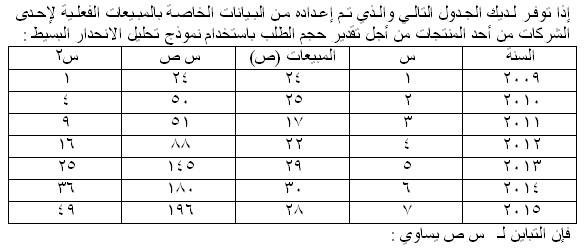 إذا توفر لديك الجدول التالي والذي تم إعداده من البيانات الخاصة بالمبيعات الفعلية لإحدى
الشركات من أحد المنتجات من أجل تقدير حجم الطلب باستخدام نموذج تحليل الانحدار البسيط :
السنة س المبيعات (ص) س ص س٢
٢٠٠٩ ١ ٢٤ ٢٤ ١
٢٠١٠ ٢ ٢٥ ٥٠ ٤
٢٠١١ ٣ ١٧ ٥١ ٩
٢٠١٢ ٤ ٢٢ ٨٨ ١٦
٢٠١٣ ٥ ٢٩ ١٤٥ ٢٥
٢٠١٤ ٦ ٣٠ ١٨٠ ٣٦
٢٠١٥ ٧ ٢٨ ١٩٦ ٤٩
فإن التباين لـ س ص يساوي :